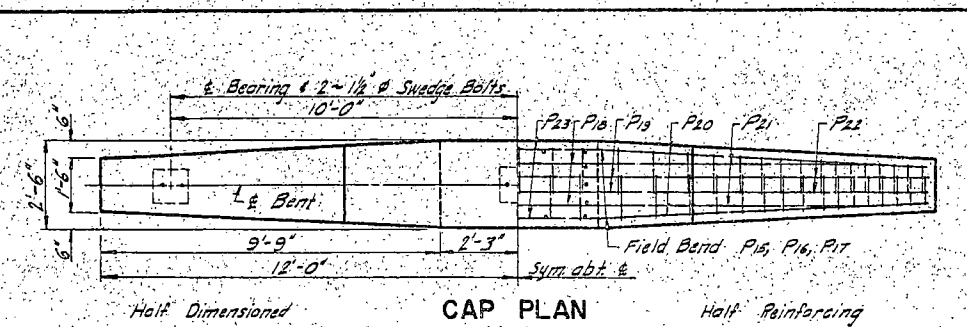 ℄ Bearing & 2~1½" ⌀ Swedge Bolts
10'-0"
P23 P18 P19 P20 P21 P22
6"
2'-6"
1'-6"
6"
℄ Bent
9'-9" 2'-3"
12'-0"
Field Bend P15, P16, P17
Sym. abt. ℄
Half Dimensioned
CAP PLAN
Half Reinforcing